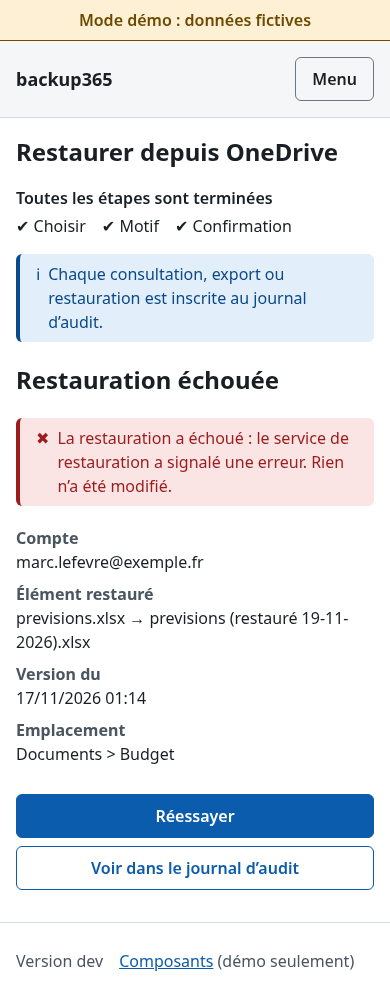 Mode démo : données fictives
backup365
Menu
Restaurer depuis OneDrive
Toutes les étapes sont terminées
✔ Choisir ✔ Motif ✔ Confirmation
i Chaque consultation, export ou
restauration est inscrite au journal
d’audit.
Restauration échouée
✖ La restauration a échoué : le service de
restauration a signalé une erreur. Rien
n’a été modifié.
Compte
marc.lefevre@exemple.fr
Élément restauré
previsions.xlsx → previsions (restauré 19-11-
2026).xlsx
Version du
17/11/2026 01:14
Emplacement
Documents > Budget
Réessayer
Voir dans le journal d’audit
Version dev Composants (démo seulement)